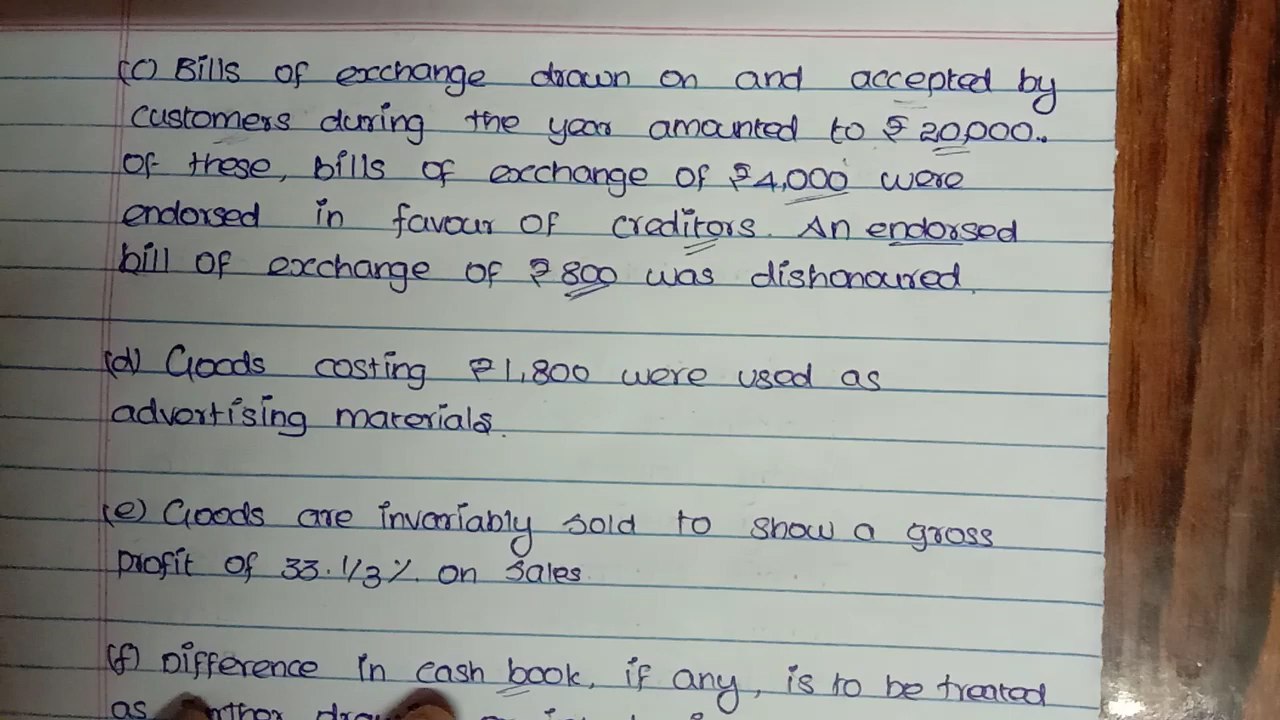 (c) Bills of exchange drawn on and accepted by
customers during the year amounted to ₹ 20,000.
Of these, bills of exchange of ₹4,000 were
endorsed in favour of creditors. An endorsed
bill of exchange of ₹800 was dishonoured.
(d) Goods costing ₹1,800 were used as
advertising materials.
(e) Goods are invariably sold to show a gross
profit of 33.1/3% on sales.
(f) Difference in cash book, if any, is to be treated
as